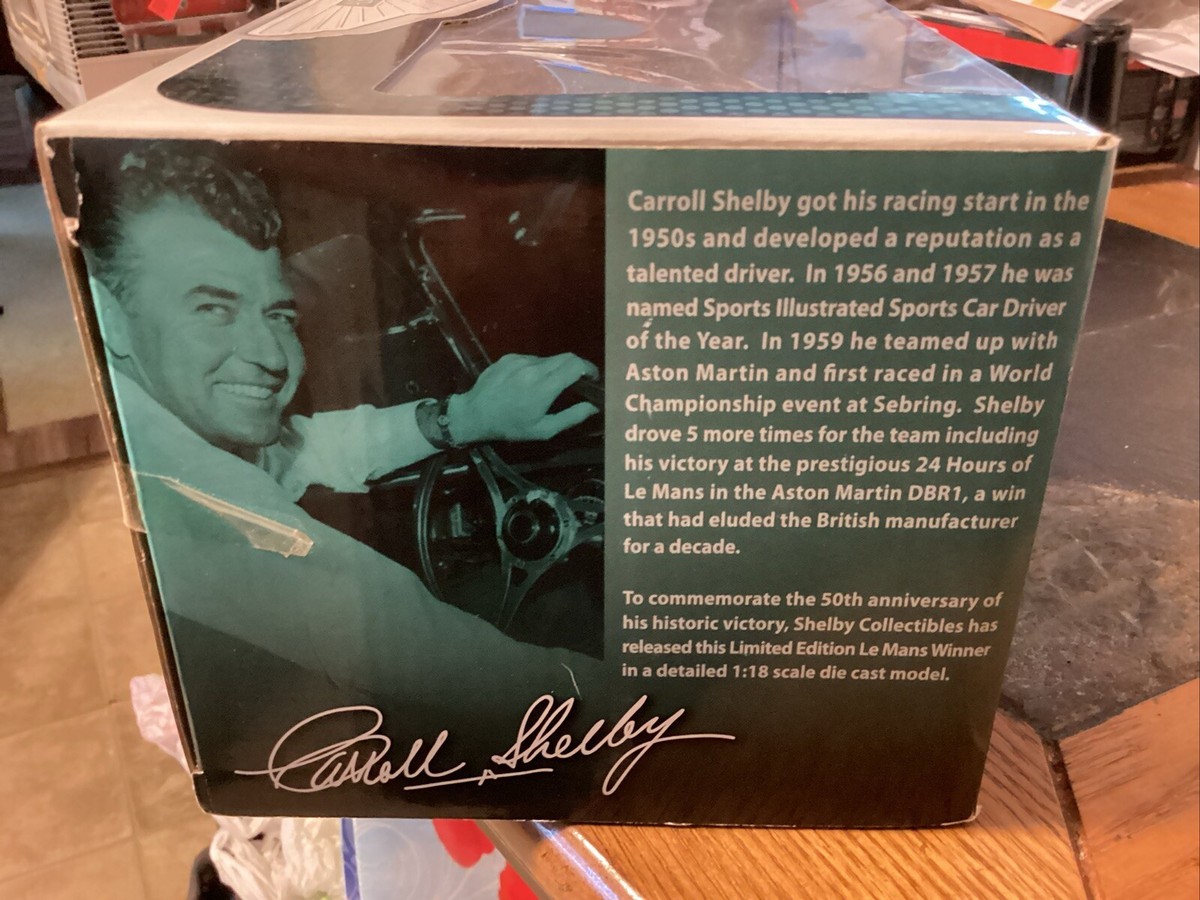 Carroll Shelby got his racing start in the
1950s and developed a reputation as a
talented driver. In 1956 and 1957 he was
named Sports Illustrated Sports Car Driver
of the Year. In 1959 he teamed up with
Aston Martin and first raced in a World
Championship event at Sebring. Shelby
drove 5 more times for the team including
his victory at the prestigious 24 Hours of
Le Mans in the Aston Martin DBR1, a win
that had eluded the British manufacturer
for a decade.
To commemorate the 50th anniversary of
his historic victory, Shelby Collectibles has
released this Limited Edition Le Mans Winner
in a detailed 1:18 scale die cast model.
Carroll Shelby